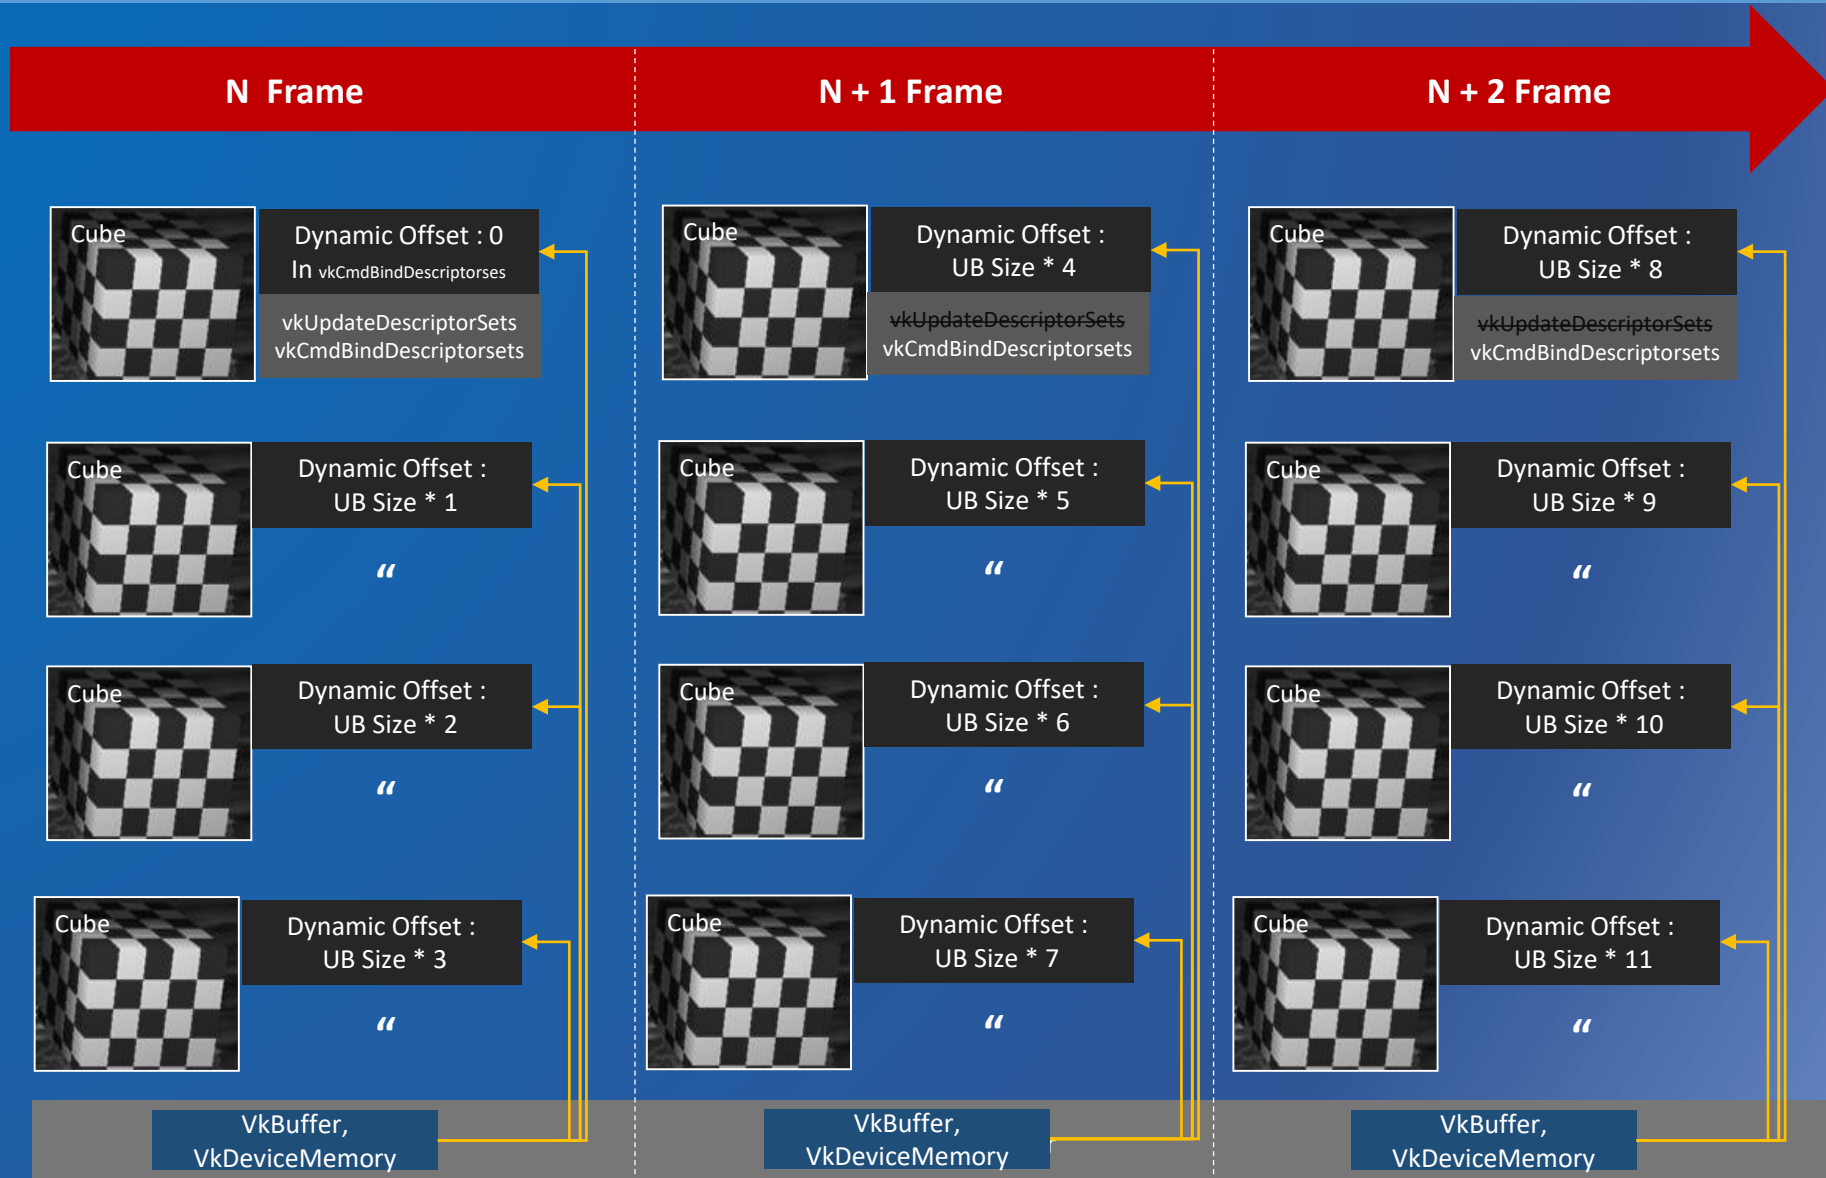 N Frame
N + 1 Frame
N + 2 Frame
Cube
Dynamic Offset : 0
In vkCmdBindDescriptorses
vkUpdateDescriptorSets
vkCmdBindDescriptorsets
Cube
Dynamic Offset :
UB Size * 1
“
Cube
Dynamic Offset :
UB Size * 2
“
Cube
Dynamic Offset :
UB Size * 3
“
VkBuffer,
VkDeviceMemory
Cube
Dynamic Offset :
UB Size * 4
vkUpdateDescriptorSets
vkCmdBindDescriptorsets
Cube
Dynamic Offset :
UB Size * 5
“
Cube
Dynamic Offset :
UB Size * 6
“
Cube
Dynamic Offset :
UB Size * 7
“
VkBuffer,
VkDeviceMemory
Cube
Dynamic Offset :
UB Size * 8
vkUpdateDescriptorSets
vkCmdBindDescriptorsets
Cube
Dynamic Offset :
UB Size * 9
“
Cube
Dynamic Offset :
UB Size * 10
“
Cube
Dynamic Offset :
UB Size * 11
“
VkBuffer,
VkDeviceMemory